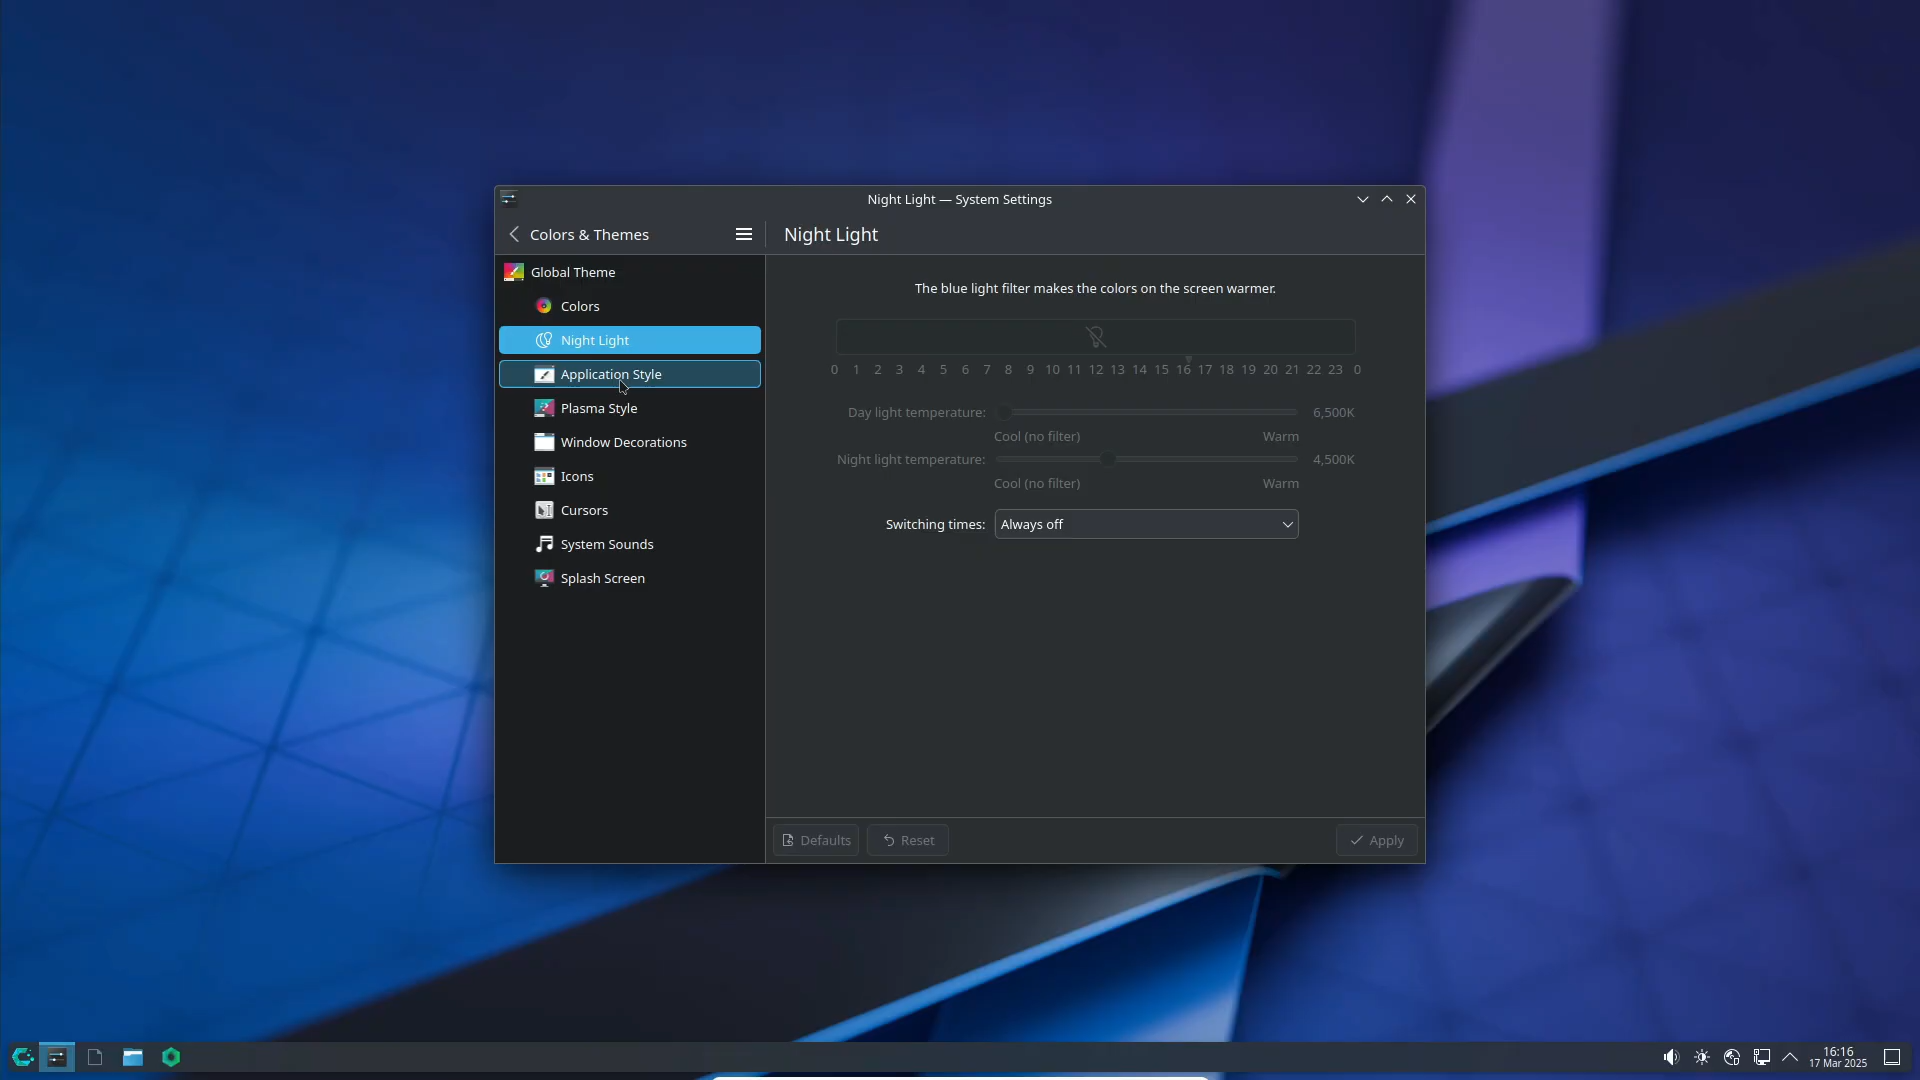 Night Light — System Settings
Colors & Themes
Night Light
Global Theme
Colors
Night Light
Application Style
Plasma Style
Window Decorations
Icons
Cursors
System Sounds
Splash Screen
The blue light filter makes the colors on the screen warmer.
0 1 2 3 4 5 6 7 8 9 10 11 12 13 14 15 16 17 18 19 20 21 22 23 0
Day light temperature: 6,500K
Cool (no filter) Warm
Night light temperature: 4,500K
Cool (no filter) Warm
Switching times: Always off
Defaults Reset Apply
16:16
17 Mar 2025